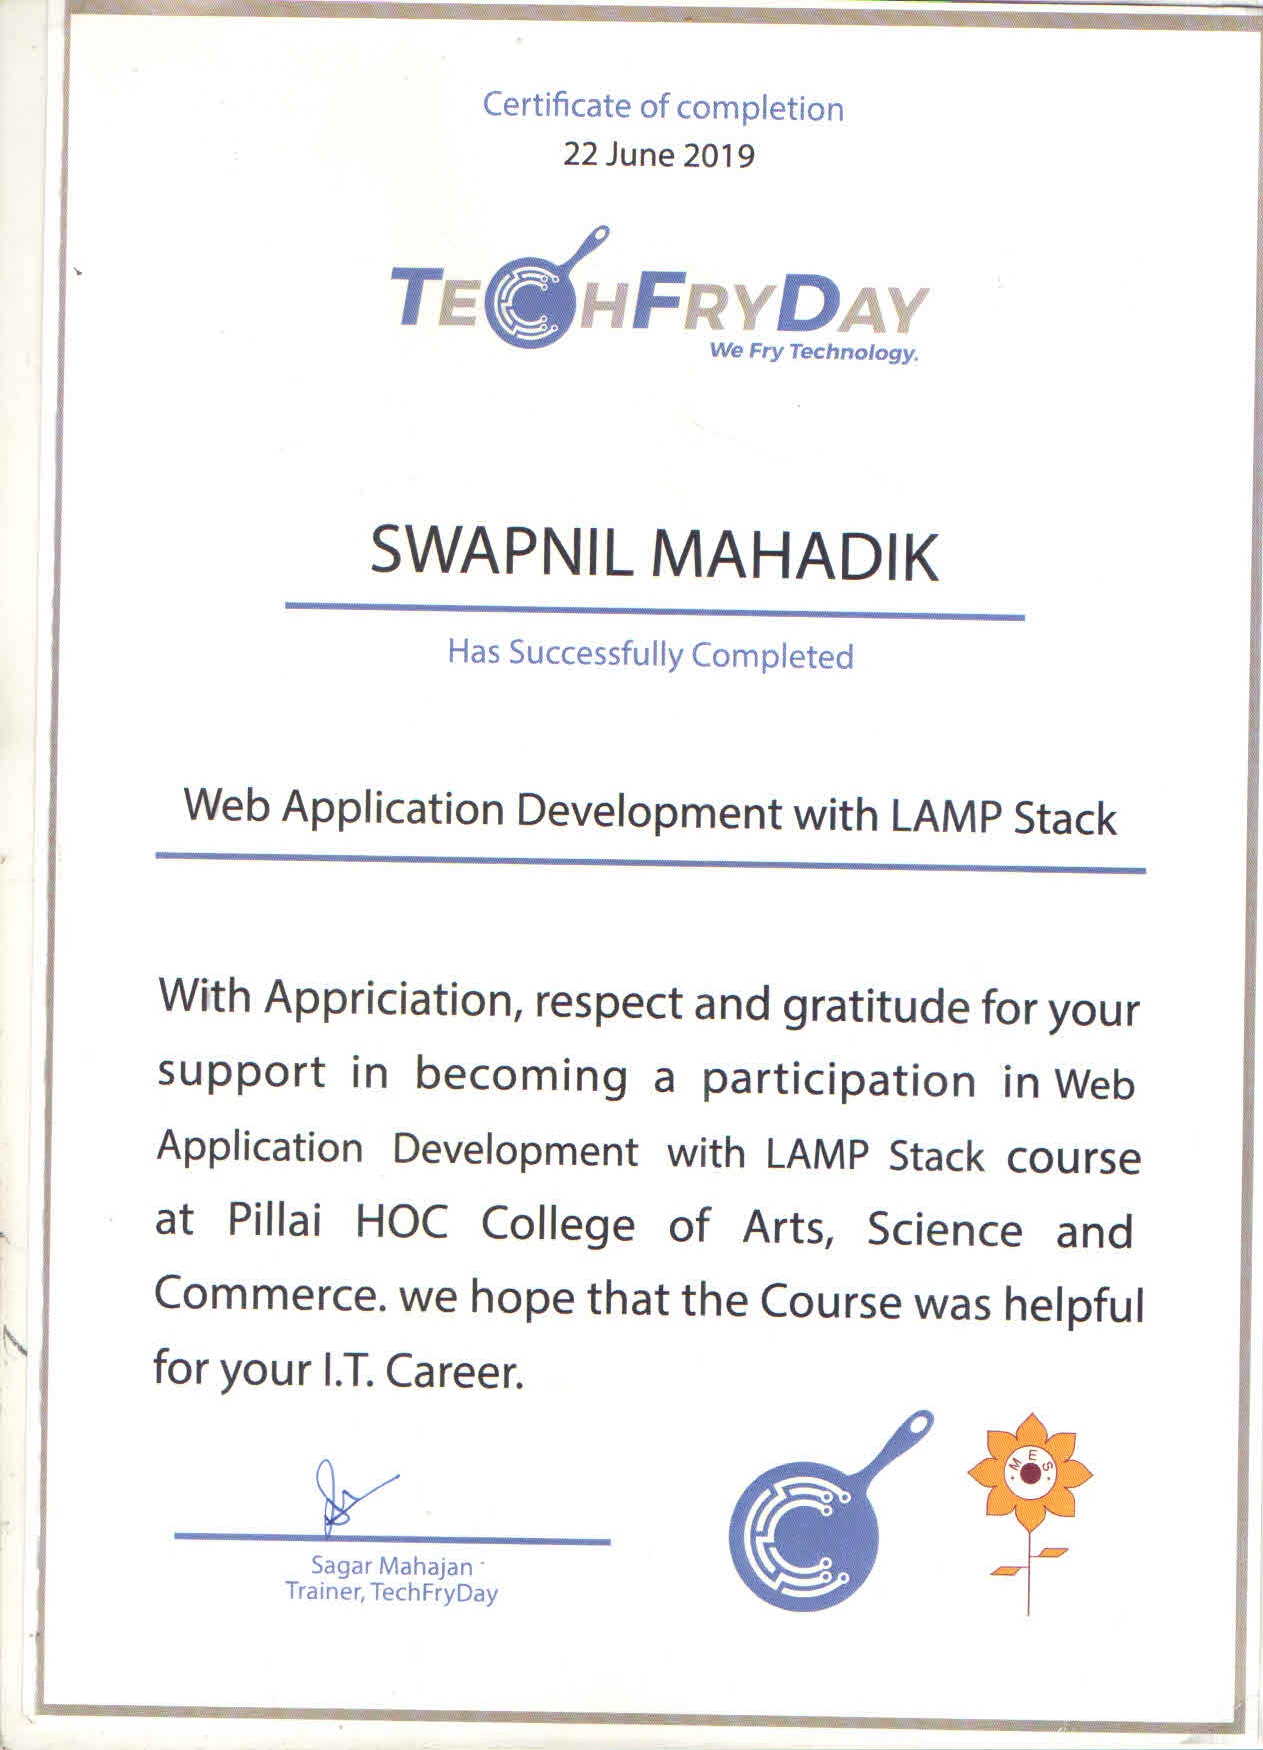 Certificate of completion
22 June 2019
TECHFRYDAY
We Fry Technology.
SWAPNIL MAHADIK
Has Successfully Completed
Web Application Development with LAMP Stack
With Appriciation, respect and gratitude for your
support in becoming a participation in Web
Application Development with LAMP Stack course
at Pillai HOC College of Arts, Science and
Commerce. we hope that the Course was helpful
for your I.T. Career.
M E S
Sagar Mahajan
Trainer, TechFryDay